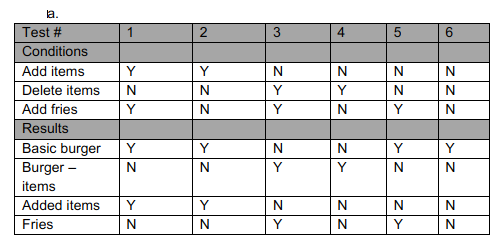 a.
Test # 1 2 3 4 5 6
Conditions
Add items Y Y N N N N
Delete items N N Y Y N N
Add fries Y N Y N Y N
Results
Basic burger Y Y N N Y Y
Burger – N N Y Y N N
items
Added items Y Y N N N N
Fries N N Y N Y N